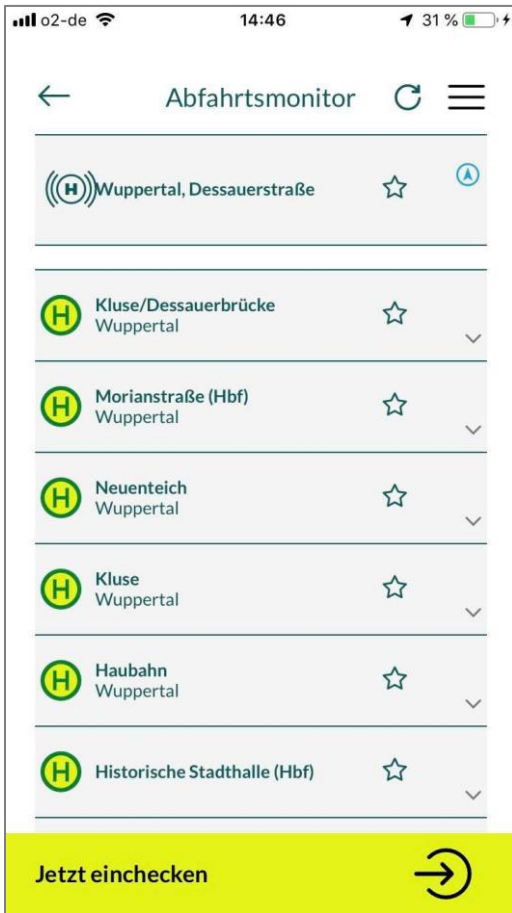 o2-de 14:46 31 %
Abfahrtsmonitor
H Wuppertal, Dessauerstraße
H Kluse/Dessauerbrücke
Wuppertal
H Morianstraße (Hbf)
Wuppertal
H Neuenteich
Wuppertal
H Kluse
Wuppertal
H Haubahn
Wuppertal
H Historische Stadthalle (Hbf)
Jetzt einchecken